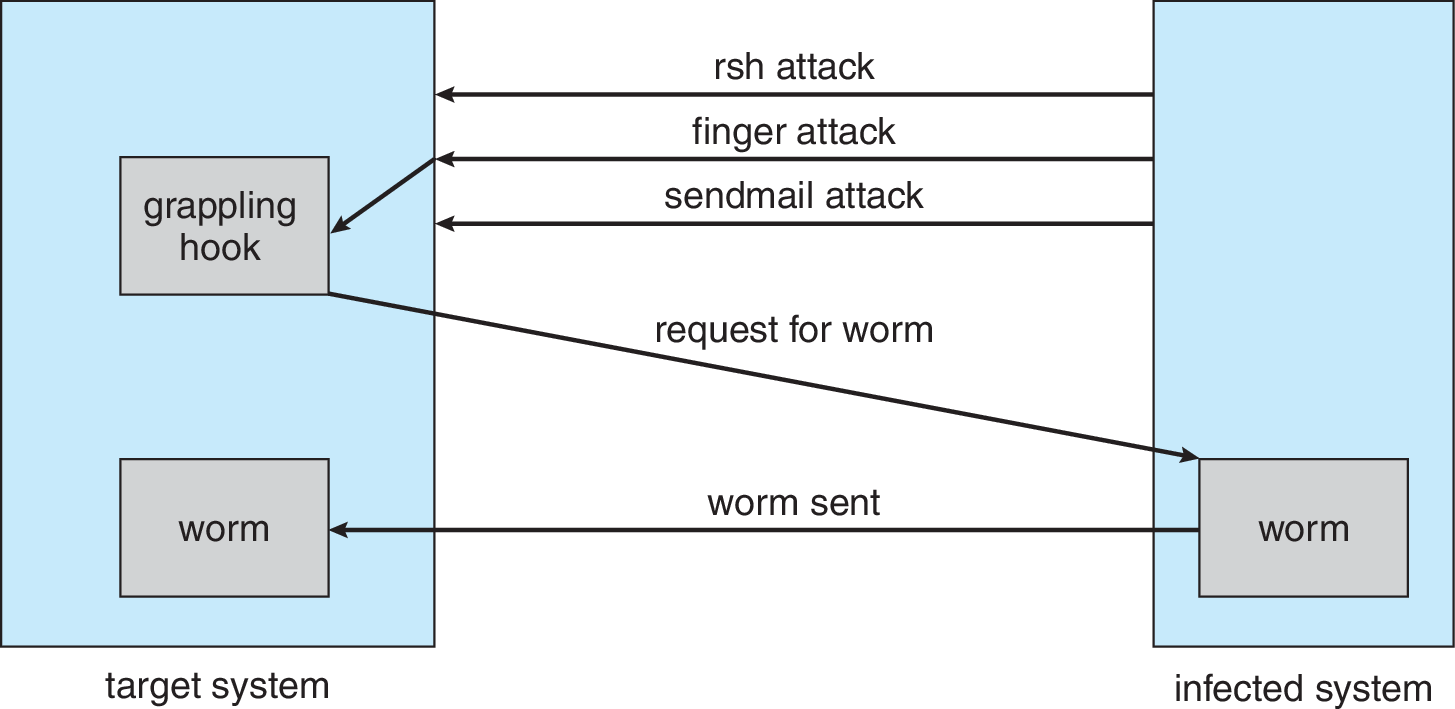 rsh attack
finger attack
sendmail attack
grappling
hook
request for worm
worm sent
worm
worm
target system
infected system